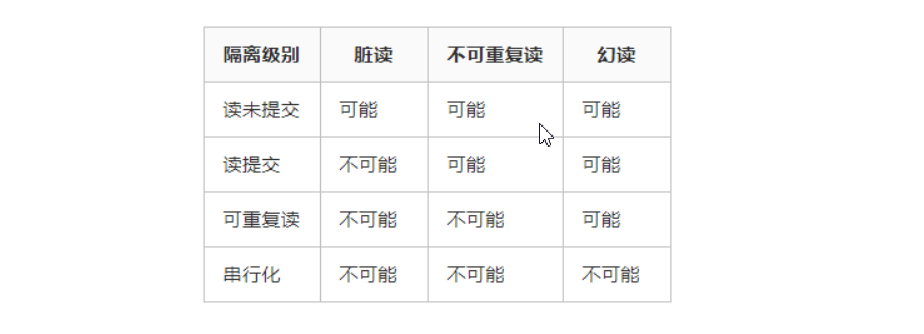 隔离级别 脏读 不可重复读 幻读
读未提交 可能 可能 可能
读提交 不可能 可能 可能
可重复读 不可能 不可能 可能
串行化 不可能 不可能 不可能